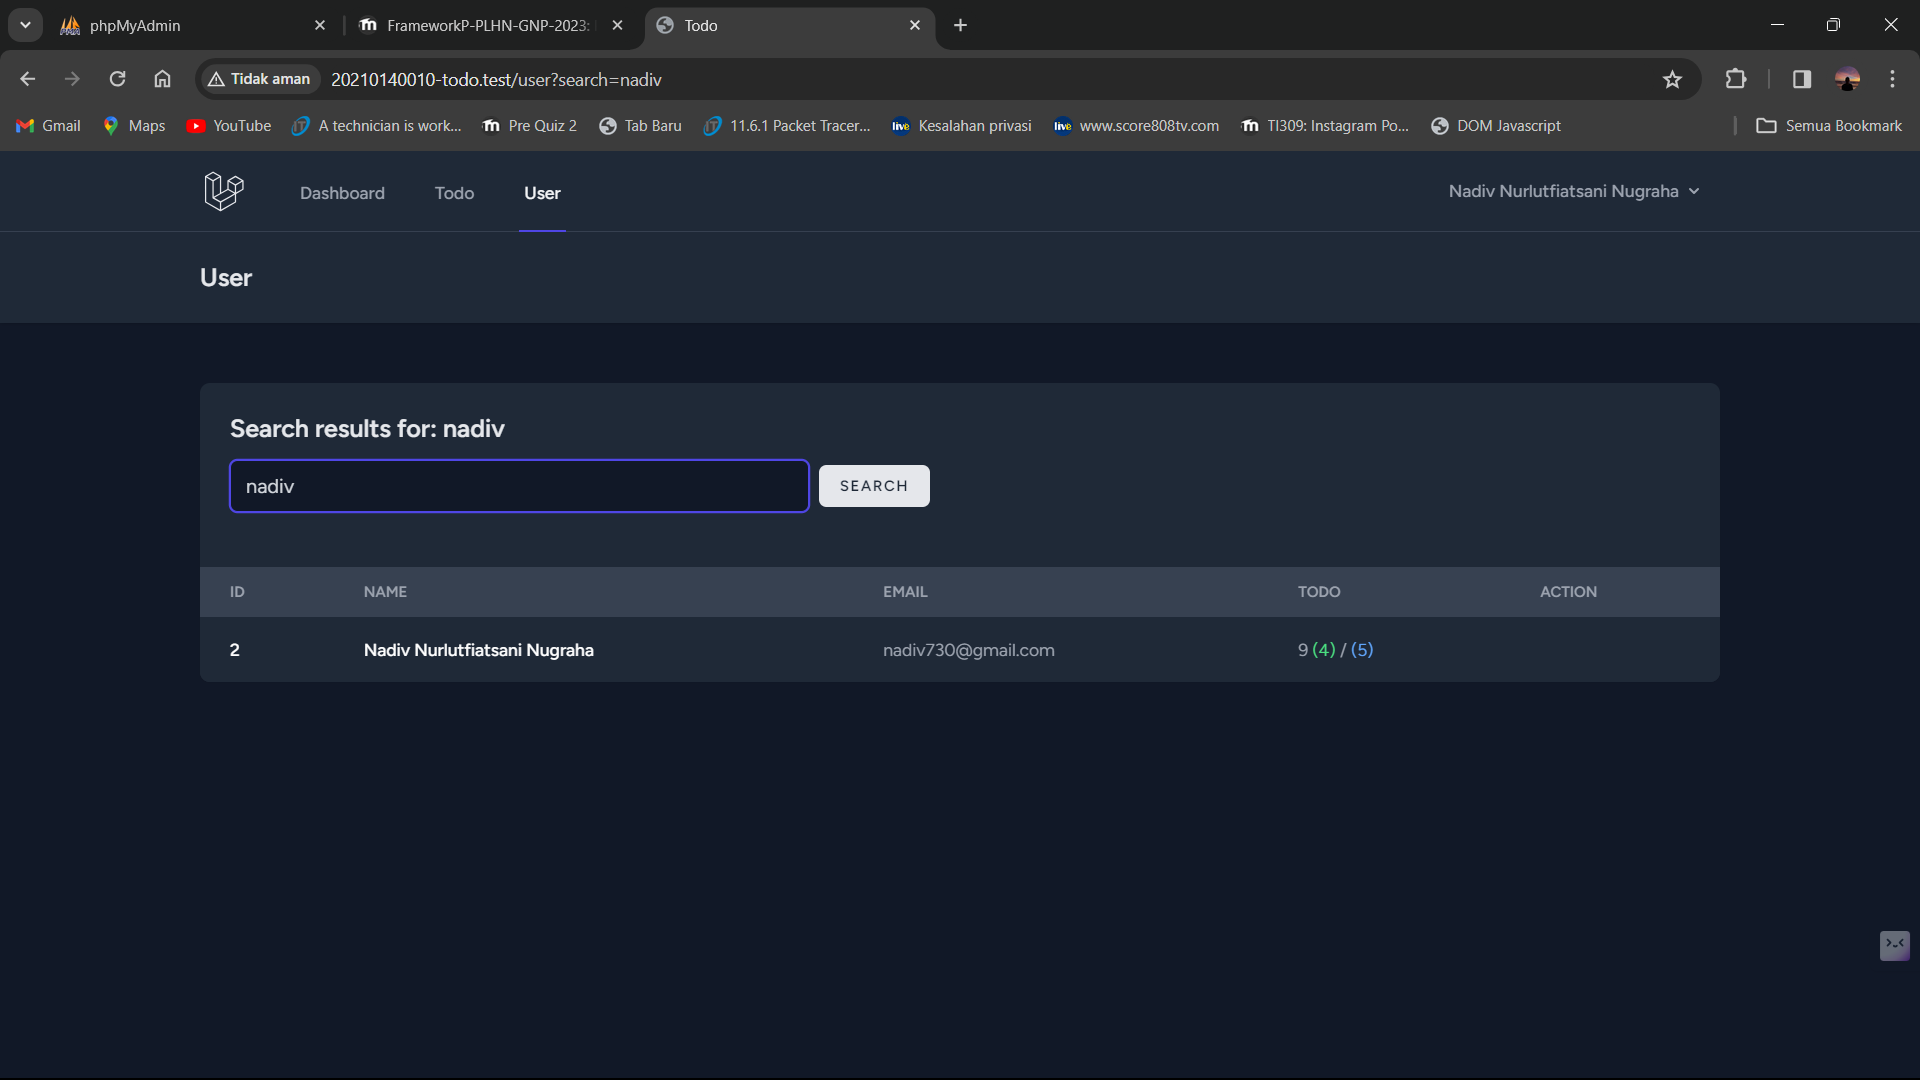 phpMyAdmin
FrameworkP-PLHN-GNP-2023:
Todo
Tidak aman
20210140010-todo.test/user?search=nadiv
Gmail
Maps
YouTube
A technician is work...
Pre Quiz 2
Tab Baru
11.6.1 Packet Tracer...
Kesalahan privasi
www.score808tv.com
TI309: Instagram Po...
DOM Javascript
Semua Bookmark
Dashboard
Todo
User
Nadiv Nurlutfiatsani Nugraha
User
Search results for: nadiv
nadiv
SEARCH
ID NAME EMAIL TODO ACTION
2 Nadiv Nurlutfiatsani Nugraha nadiv730@gmail.com 9 (4) / (5)